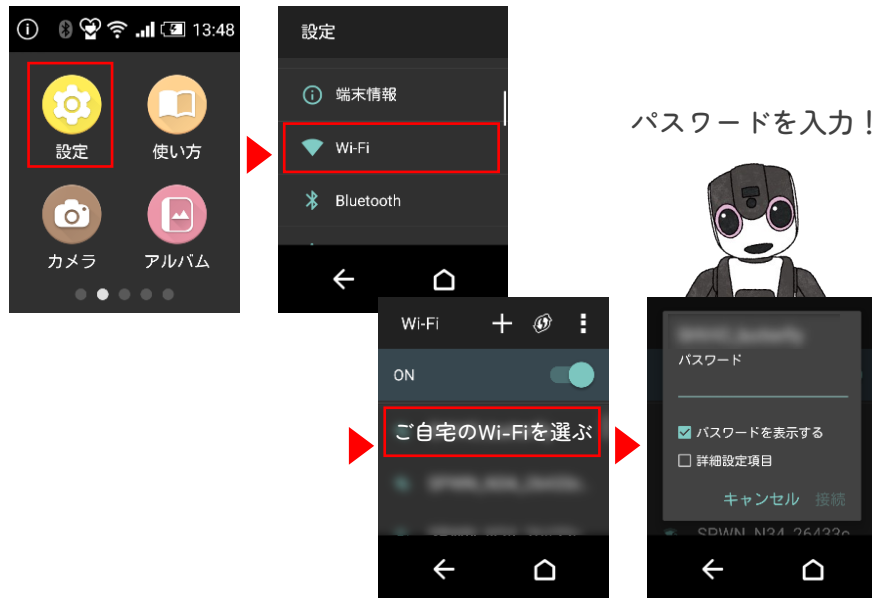 13:48
設定
使い方
カメラ
アルバム
設定
端末情報
Wi-Fi
Bluetooth
Wi-Fi
ON
ご自宅のWi-Fiを選ぶ
パスワードを入力！
パスワード
パスワードを表示する
詳細設定項目
キャンセル 接続